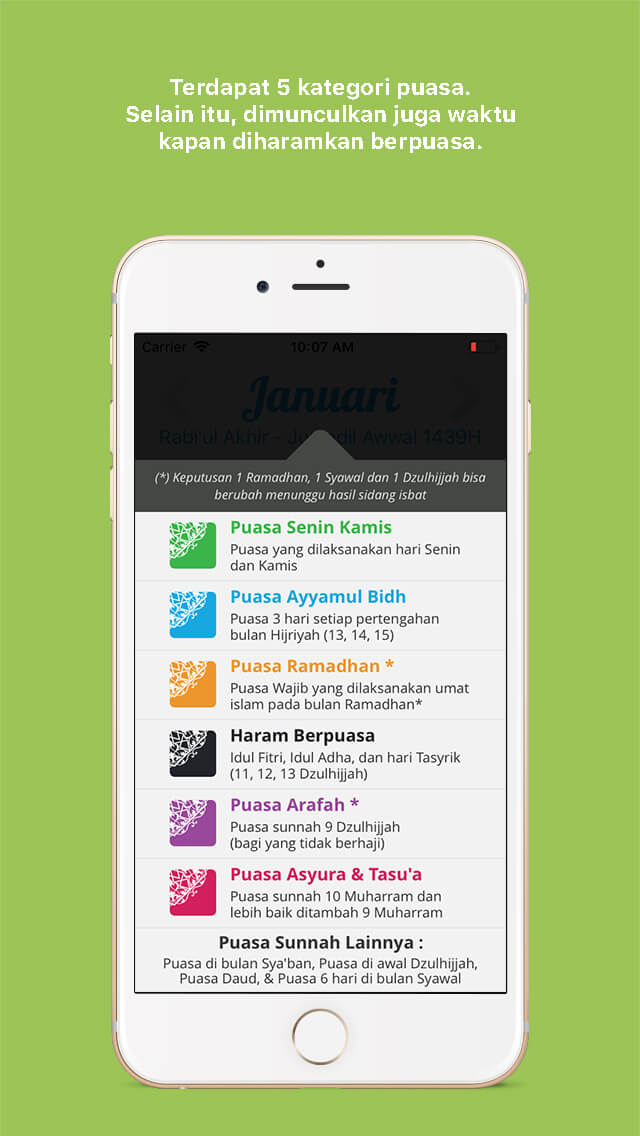 Terdapat 5 kategori puasa.
Selain itu, dimunculkan juga waktu
kapan diharamkan berpuasa.
Carrier 10:07 AM
Januari
Rabi'ul Akhir - Jumadil Awwal 1439H
(*) Keputusan 1 Ramadhan, 1 Syawal dan 1 Dzulhijjah bisa
berubah menunggu hasil sidang isbat
Puasa Senin Kamis
Puasa yang dilaksanakan hari Senin
dan Kamis
Puasa Ayyamul Bidh
Puasa 3 hari setiap pertengahan
bulan Hijriyah (13, 14, 15)
Puasa Ramadhan *
Puasa Wajib yang dilaksanakan umat
islam pada bulan Ramadhan*
Haram Berpuasa
Idul Fitri, Idul Adha, dan hari Tasyrik
(11, 12, 13 Dzulhijjah)
Puasa Arafah *
Puasa sunnah 9 Dzulhijjah
(bagi yang tidak berhaji)
Puasa Asyura & Tasu'a
Puasa sunnah 10 Muharram dan
lebih baik ditambah 9 Muharram
Puasa Sunnah Lainnya :
Puasa di bulan Sya'ban, Puasa di awal Dzulhijjah,
Puasa Daud, & Puasa 6 hari di bulan Syawal